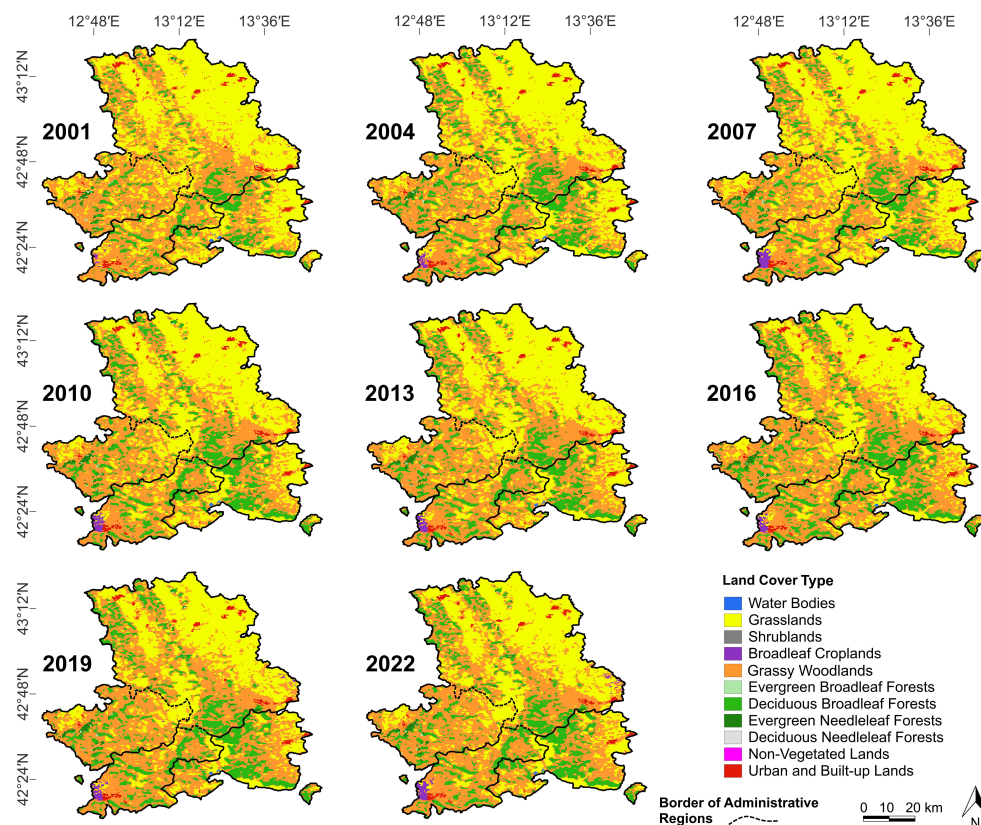 12°48'E 13°12'E 13°36'E 12°48'E 13°12'E 13°36'E 12°48'E 13°12'E 13°36'E
43°12'N
2001 2004 2007
42°48'N
42°24'N
43°12'N
2010 2013 2016
42°48'N
42°24'N
43°12'N
2019 2022
42°48'N
42°24'N
Land Cover Type
Water Bodies
Grasslands
Shrublands
Broadleaf Croplands
Grassy Woodlands
Evergreen Broadleaf Forests
Deciduous Broadleaf Forests
Evergreen Needleleaf Forests
Deciduous Needleleaf Forests
Non-Vegetated Lands
Urban and Built-up Lands
Border of Administrative
Regions
0 10 20 km
N